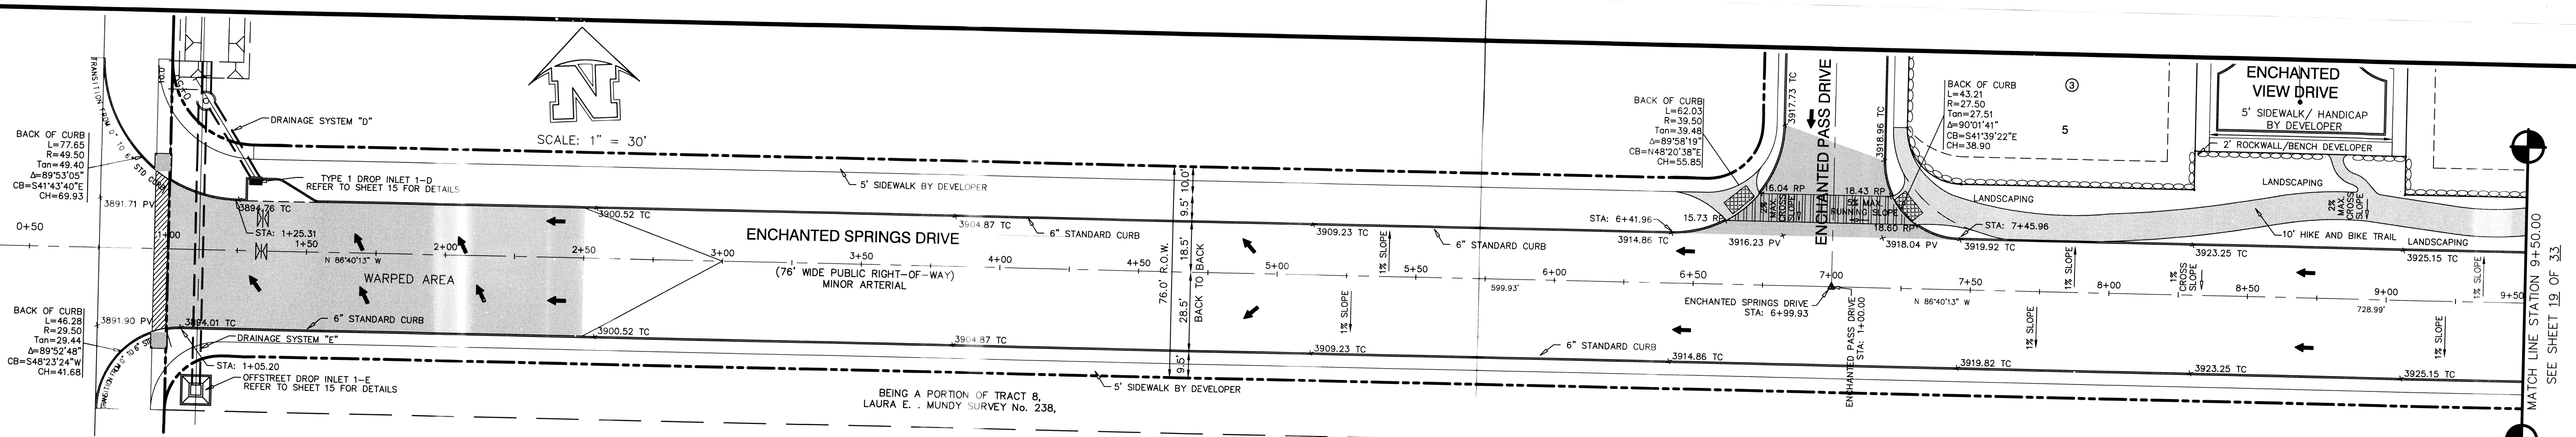 TRANSITION FROM 0" TO 6" STD CURB
BACK OF CURB
L=77.65
R=49.50
Tan=49.40
Δ=89°53'05"
CB=S41°43'40"E
CH=69.93
3891.71 PV
0+50
3891.90 PV
BACK OF CURB
L=46.28
R=29.50
Tan=29.44
Δ=89°52'48"
CB=S48°23'24"W
CH=41.68
DRAINAGE SYSTEM "D"
TYPE 1 DROP INLET 1-D
REFER TO SHEET 15 FOR DETAILS
3894.76 TC
STA: 1+25.31
1+00
1+50
N 86°40'13" W
2+00
2+50
WARPED AREA
3894.01 TC
6" STANDARD CURB
DRAINAGE SYSTEM "E"
STA: 1+05.20
OFFSTREET DROP INLET 1-E
REFER TO SHEET 15 FOR DETAILS
N
SCALE: 1" = 30'
5' SIDEWALK BY DEVELOPER
3900.52 TC
3904.87 TC
6" STANDARD CURB
ENCHANTED SPRINGS DRIVE
3+00
3+50
4+00
4+50
(76' WIDE PUBLIC RIGHT-OF-WAY)
MINOR ARTERIAL
3900.52 TC
3904.87 TC
BEING A PORTION OF TRACT 8,
LAURA E. . MUNDY SURVEY No. 238,
5' SIDEWALK BY DEVELOPER
76.0' R.O.W.
10.0'
9.5'
18.5'
28.5'
BACK TO BACK
9.5'
3909.23 TC
6" STANDARD CURB
5+00
1% SLOPE
5+50
599.93'
6+00
6+50
1% SLOPE
3909.23 TC
6" STANDARD CURB
3914.86 TC
BACK OF CURB
L=62.03
R=39.50
Tan=39.48
Δ=89°58'19"
CB=N48°20'38"E
CH=55.85
3917.73 TC
ENCHANTED PASS DRIVE
3918.96 TC
STA: 6+41.96
3914.86 TC
15.73 RP
16.04 RP
18.43 RP
18.60 RP
2% MAX. CROSS SLOPE
5% MAX. RUNNING SLOPE
3916.23 PV
3918.04 PV
7+00
ENCHANTED SPRINGS DRIVE
STA: 6+99.93
ENCHANTED PASS DRIVE
STA: 1+00.00
BACK OF CURB
L=43.21
R=27.50
Tan=27.51
Δ=90°01'41"
CB=S41°39'22"E
CH=38.90
3
5
LANDSCAPING
STA: 7+45.96
3919.92 TC
7+50
N 86°40'13" W
1% SLOPE
8+00
1% CROSS SLOPE
8+50
1% SLOPE
3919.82 TC
3923.25 TC
3925.15 TC
ENCHANTED
VIEW DRIVE
5' SIDEWALK/ HANDICAP
BY DEVELOPER
2' ROCKWALL/BENCH DEVELOPER
LANDSCAPING
2% MAX. CROSS SLOPE
10' HIKE AND BIKE TRAIL
LANDSCAPING
3923.25 TC
3925.15 TC
9+00
728.99'
1% SLOPE
9+50
1% SLOPE
MATCH LINE STATION 9+50.00
SEE SHEET 19 OF 33